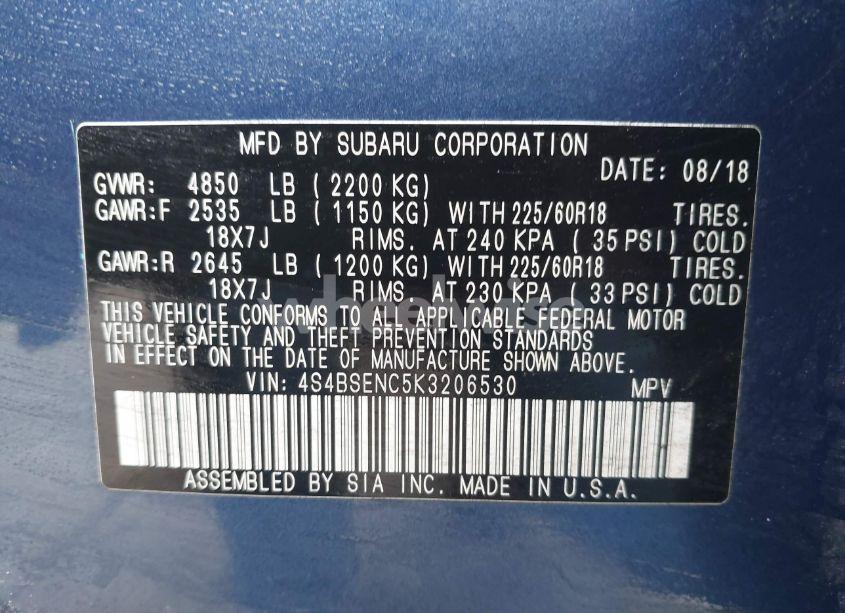 MFD BY SUBARU CORPORATION
DATE: 08/18
GVWR: 4850 LB ( 2200 KG)
GAWR:F 2535 LB ( 1150 KG) WITH 225/60R18 TIRES.
18X7J RIMS. AT 240 KPA ( 35 PSI) COLD
GAWR:R 2645 LB ( 1200 KG) WITH 225/60R18 TIRES.
18X7J RIMS. AT 230 KPA ( 33 PSI) COLD
THIS VEHICLE CONFORMS TO ALL APPLICABLE FEDERAL MOTOR
VEHICLE SAFETY AND THEFT PREVENTION STANDARDS
IN EFFECT ON THE DATE OF MANUFACTURE SHOWN ABOVE.
VIN: 4S4BSENC5K3206530 MPV
ASSEMBLED BY SIA INC. MADE IN U.S.A.